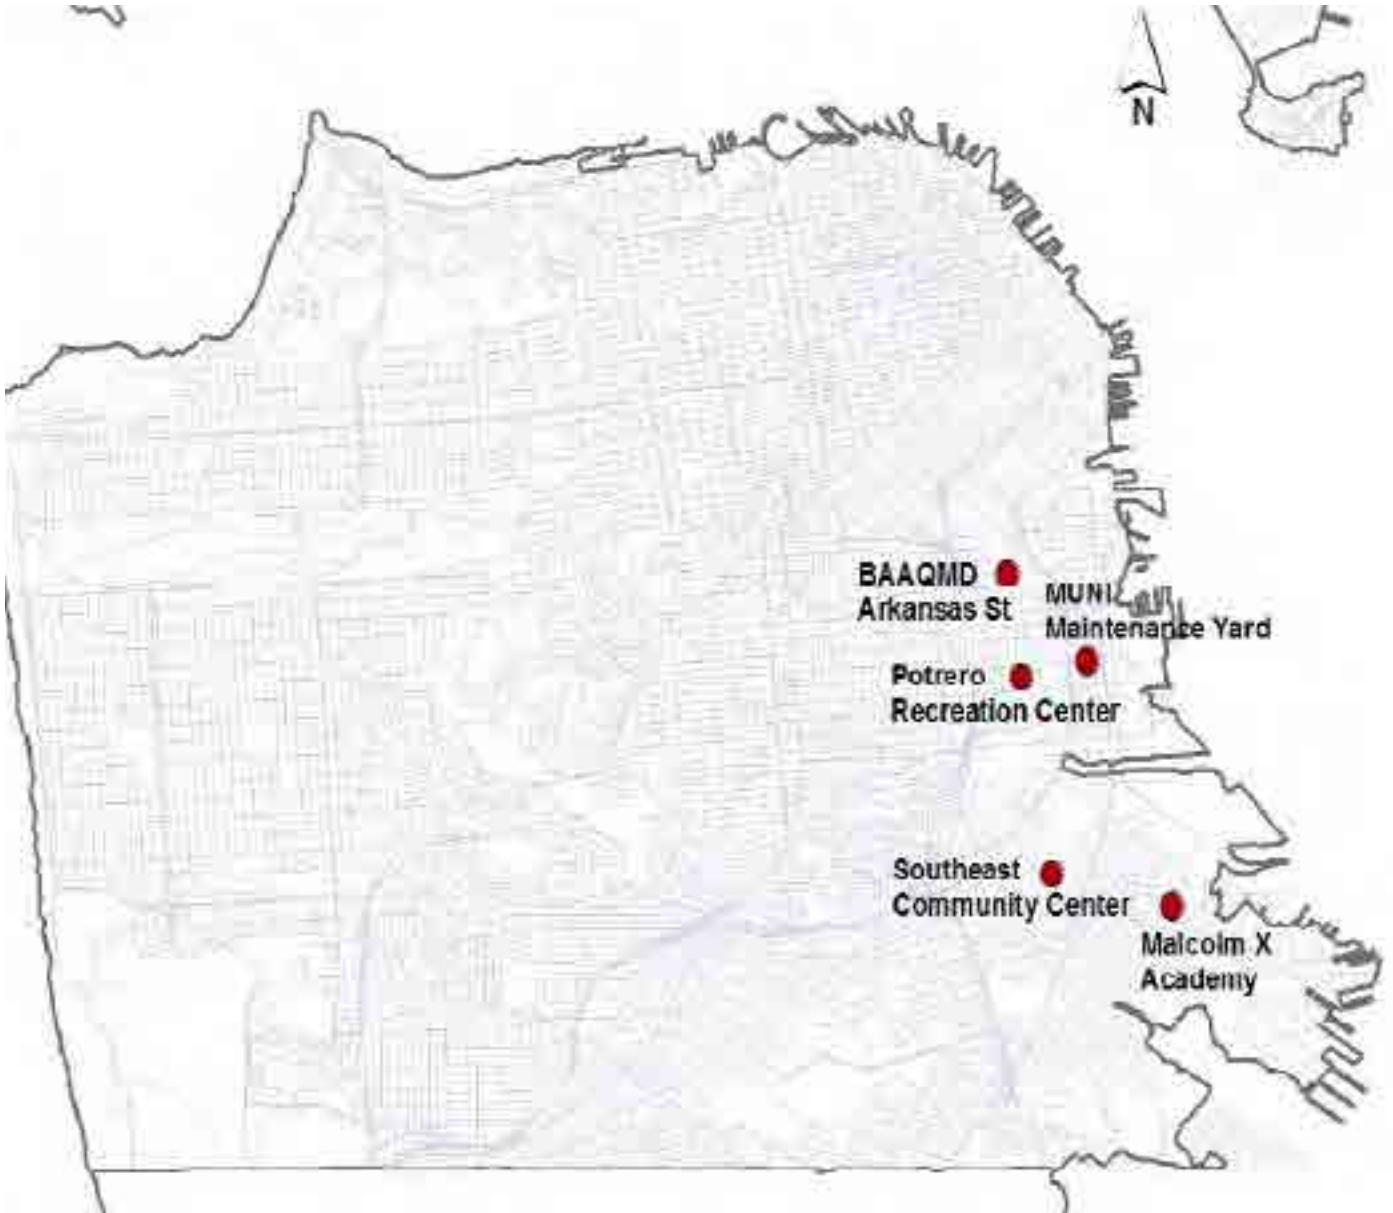 N
BAAQMD
Arkansas St
MUNI
Maintenance Yard
Potrero
Recreation Center
Southeast
Community Center
Malcolm X
Academy